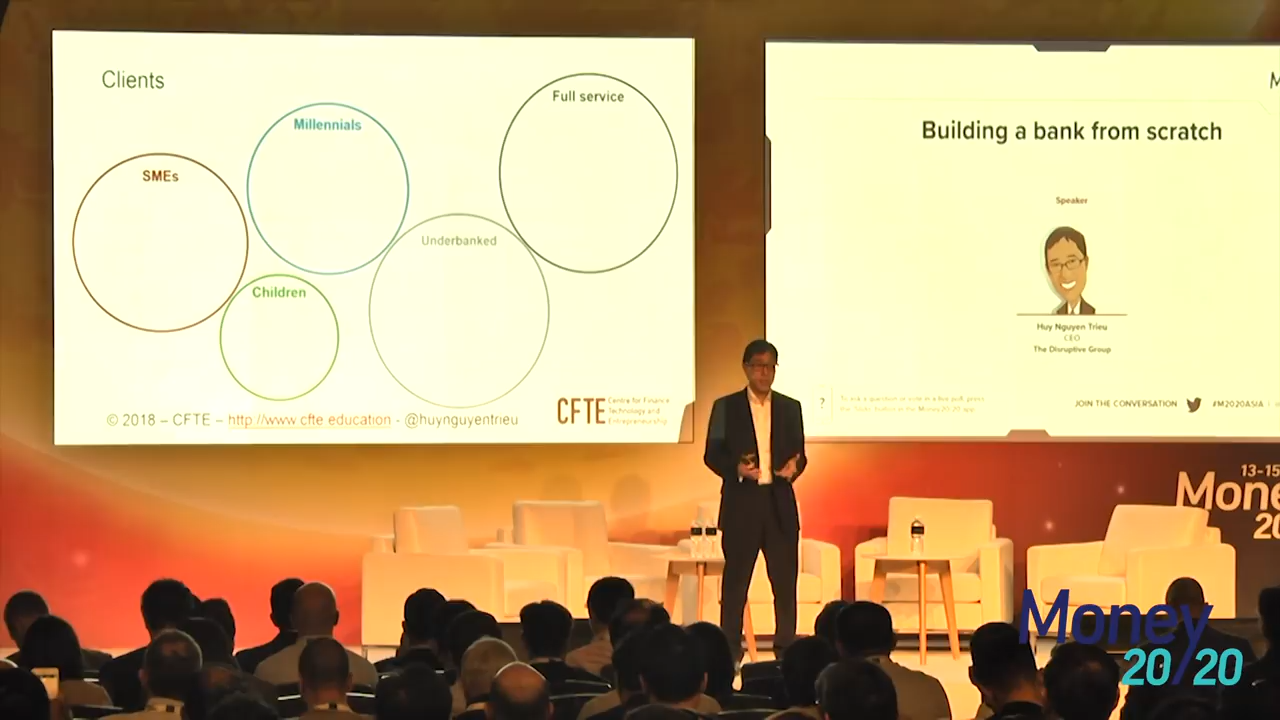 Clients
Full service
Millennials
SMEs
Underbanked
Children
© 2018 – CFTE – http://www.cfte.education - @huynguyentrieu
CFTE
Centre for Finance
Technology and
Entrepreneurship
M
Building a bank from scratch
Speaker
Huy Nguyen Trieu
CEO
The Disruptive Group
?
JOIN THE CONVERSATION
#M2020ASIA
13-15
Mone
20
Money
20/20